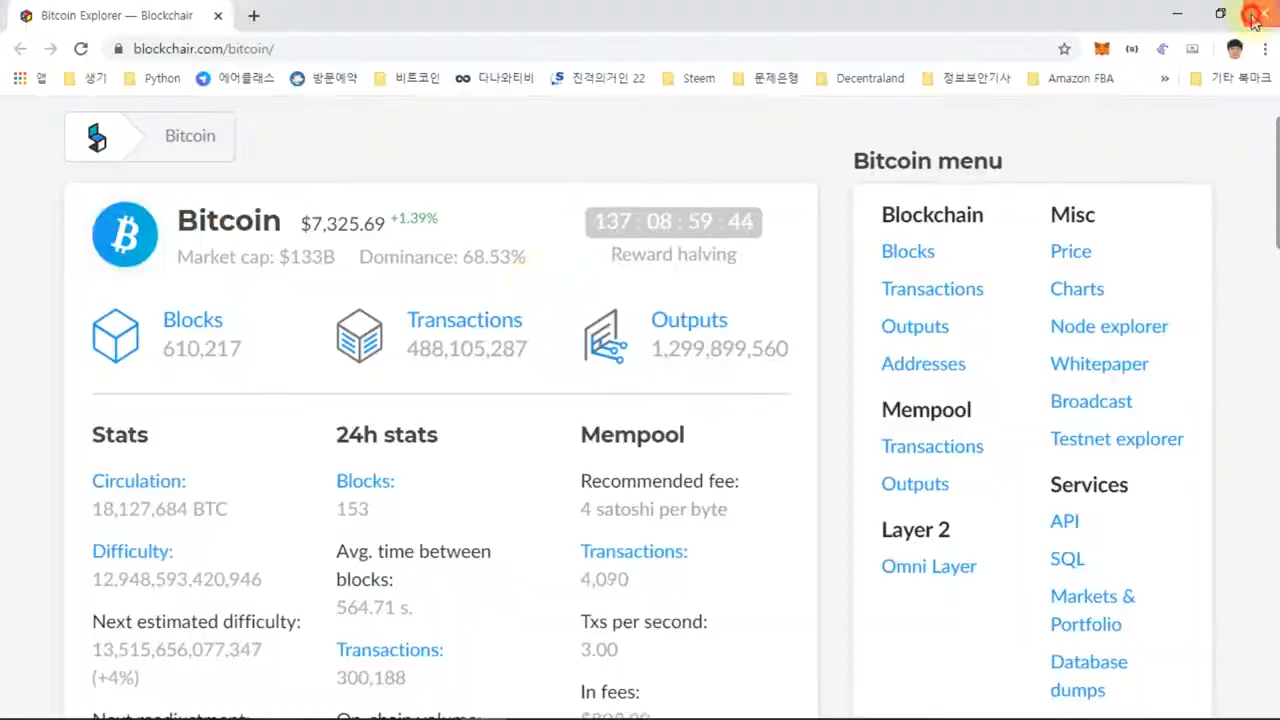 Bitcoin Explorer — Blockchair
blockchair.com/bitcoin/
앱 생기 Python 에어클래스 방문예약 비트코인 다나와티비 진격의거인 22 Steem 문제은행 Decentraland 정보보안기사 Amazon FBA » 기타 북마크
Bitcoin
Bitcoin $7,325.69 +1.39%
Market cap: $133B Dominance: 68.53%
137 : 08 : 59 : 44
Reward halving
Blocks
610,217
Transactions
488,105,287
Outputs
1,299,899,560
Stats
Circulation:
18,127,684 BTC
Difficulty:
12,948,593,420,946
Next estimated difficulty:
13,515,656,077,347
(+4%)
24h stats
Blocks:
153
Avg. time between
blocks:
564.71 s.
Transactions:
300,188
Mempool
Recommended fee:
4 satoshi per byte
Transactions:
4,090
Txs per second:
3.00
In fees:
Bitcoin menu
Blockchain
Blocks
Transactions
Outputs
Addresses
Mempool
Transactions
Outputs
Layer 2
Omni Layer
Misc
Price
Charts
Node explorer
Whitepaper
Broadcast
Testnet explorer
Services
API
SQL
Markets &
Portfolio
Database
dumps